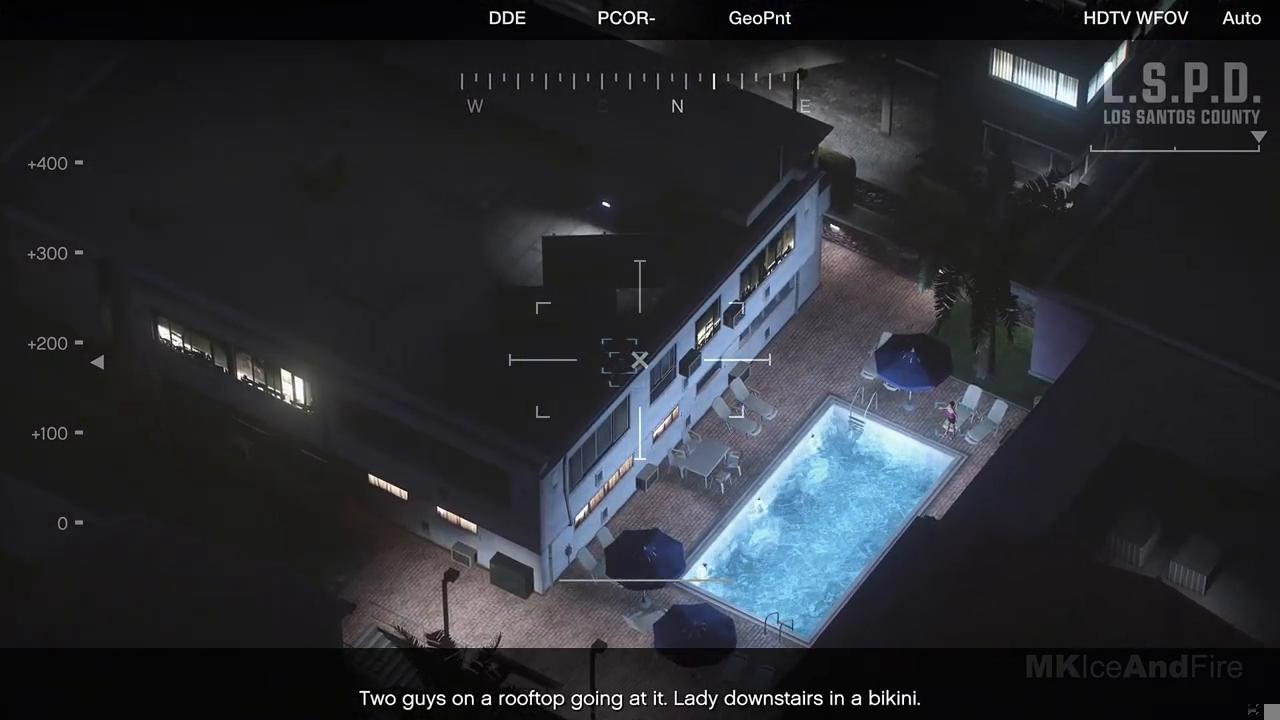 DDE PCOR- GeoPnt HDTV WFOV Auto
L.S.P.D.
LOS SANTOS COUNTY
W S N E
+400
+300
+200
+100
0
MKIceAndFire
Two guys on a rooftop going at it. Lady downstairs in a bikini.